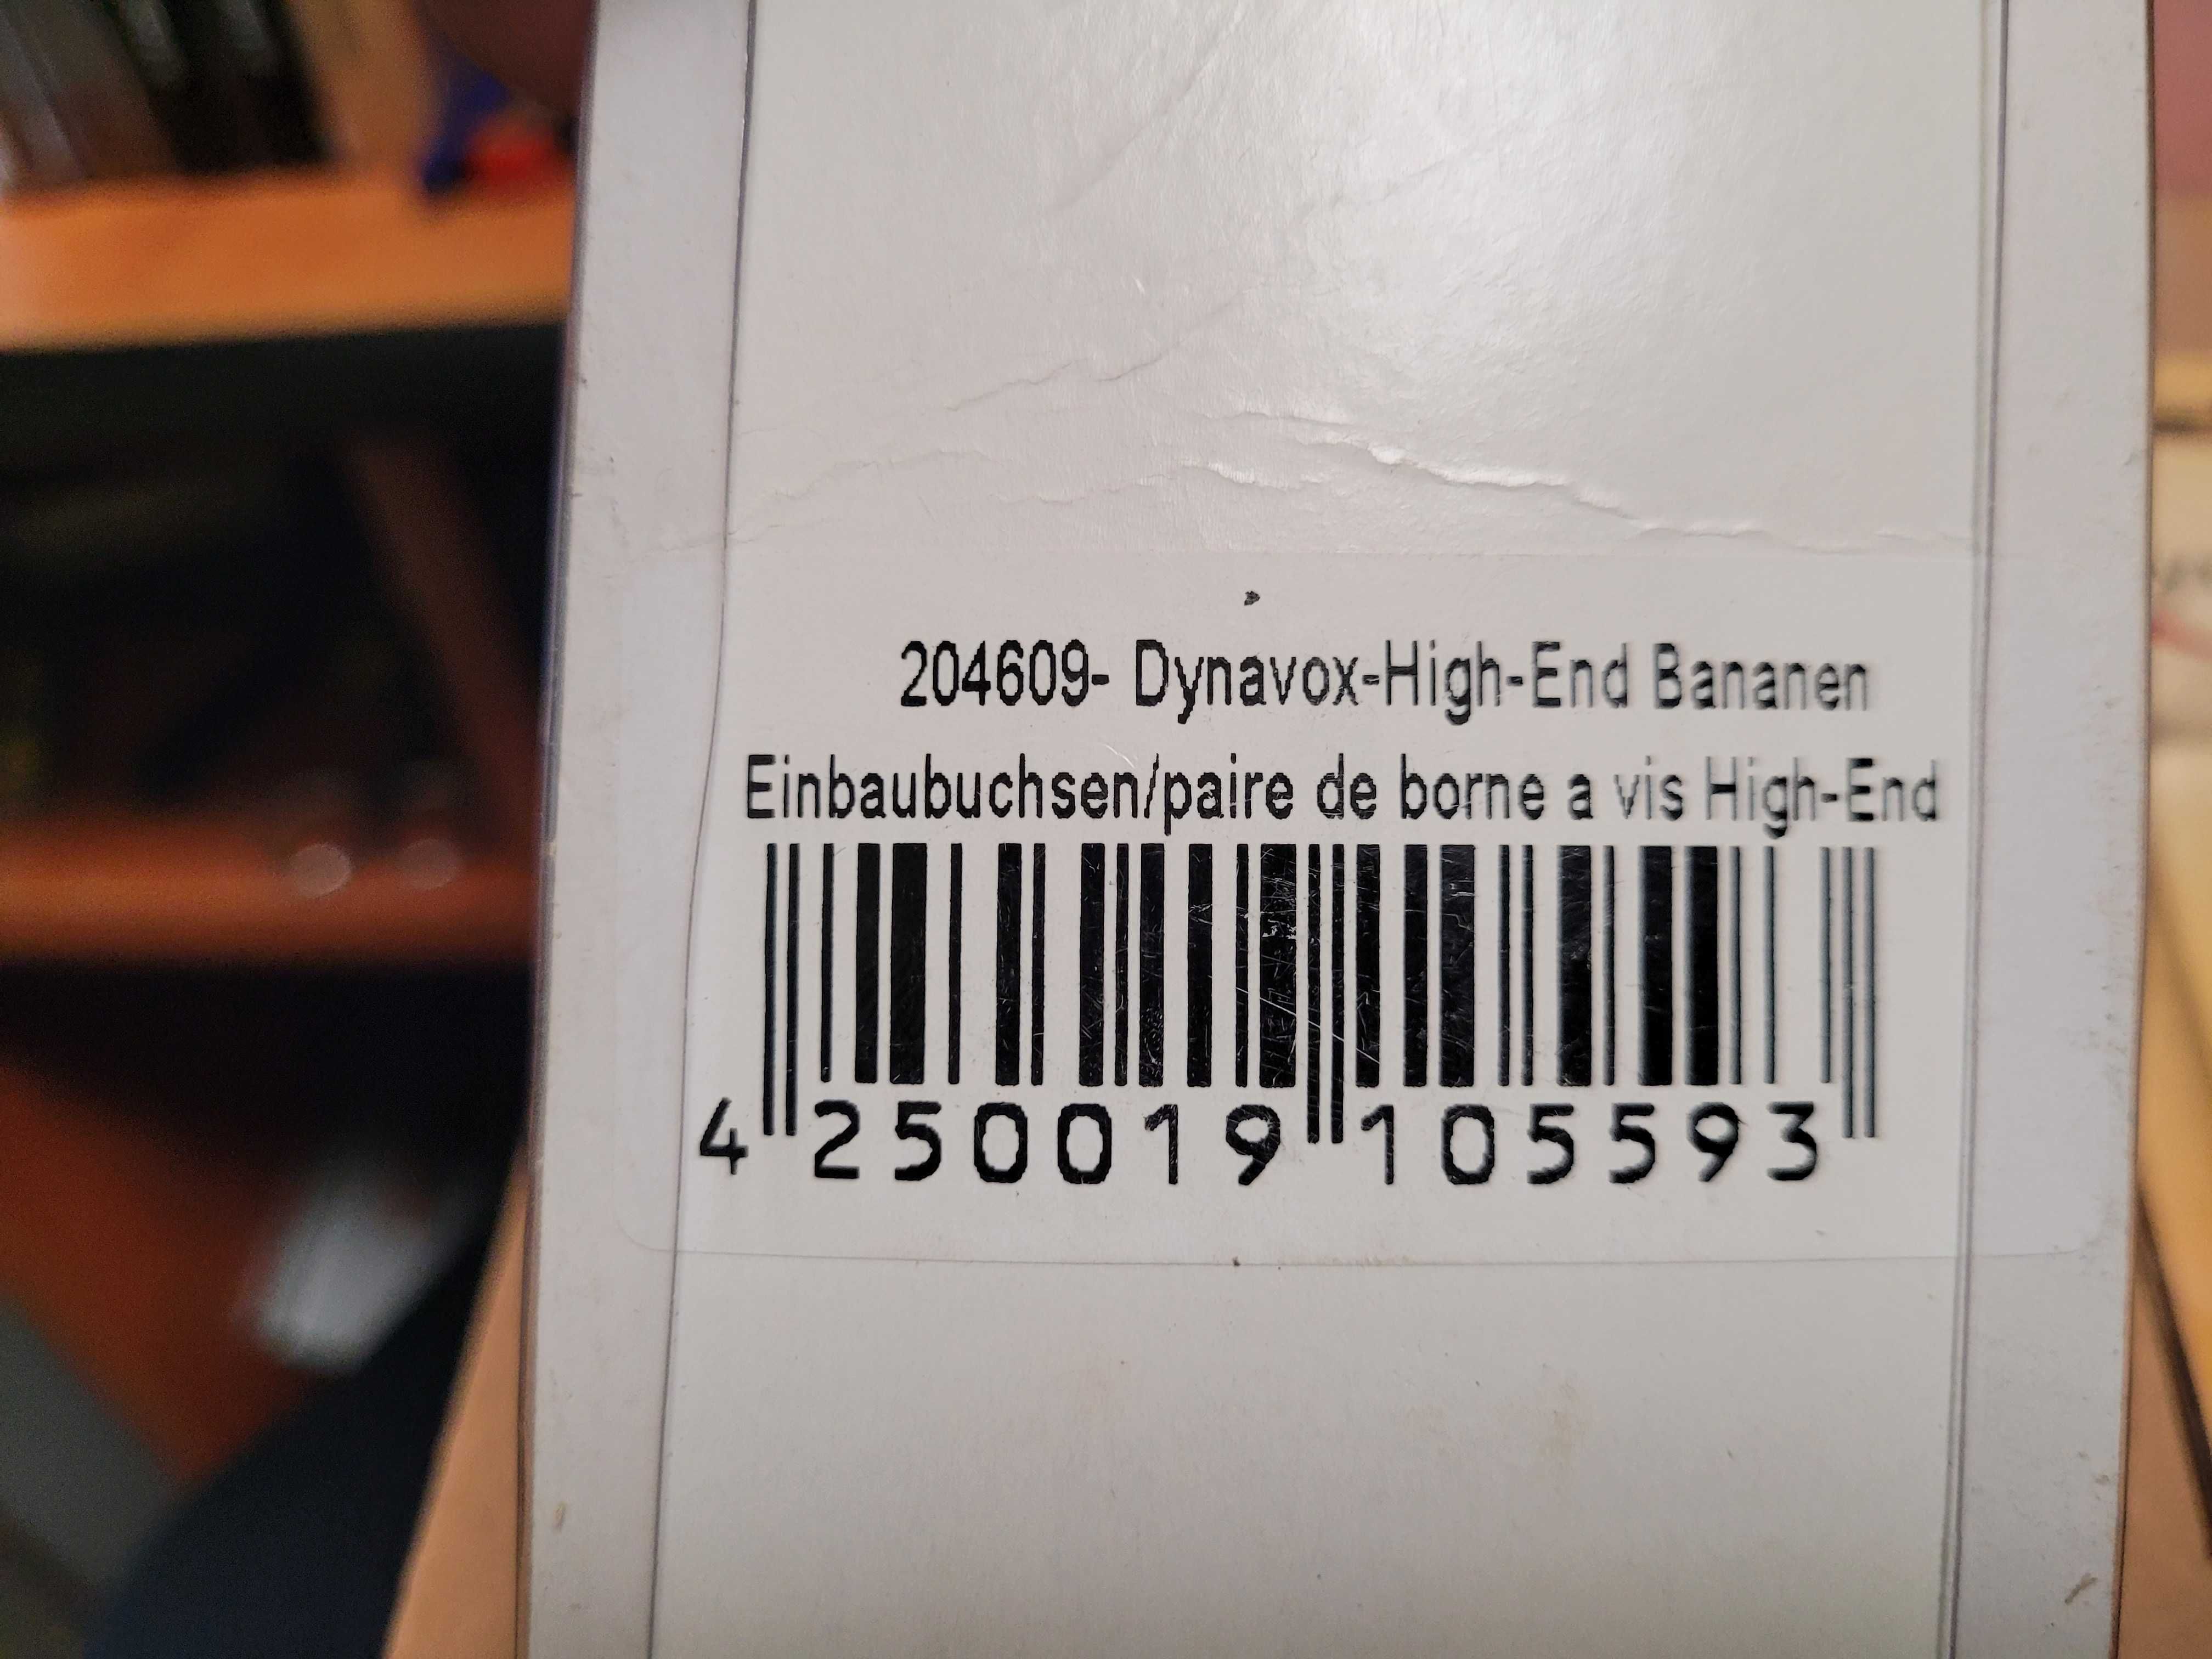 204609- Dynavox-High-End Bananen
Einbaubuchsen/paire de borne a vis High-End
4 250019 105593